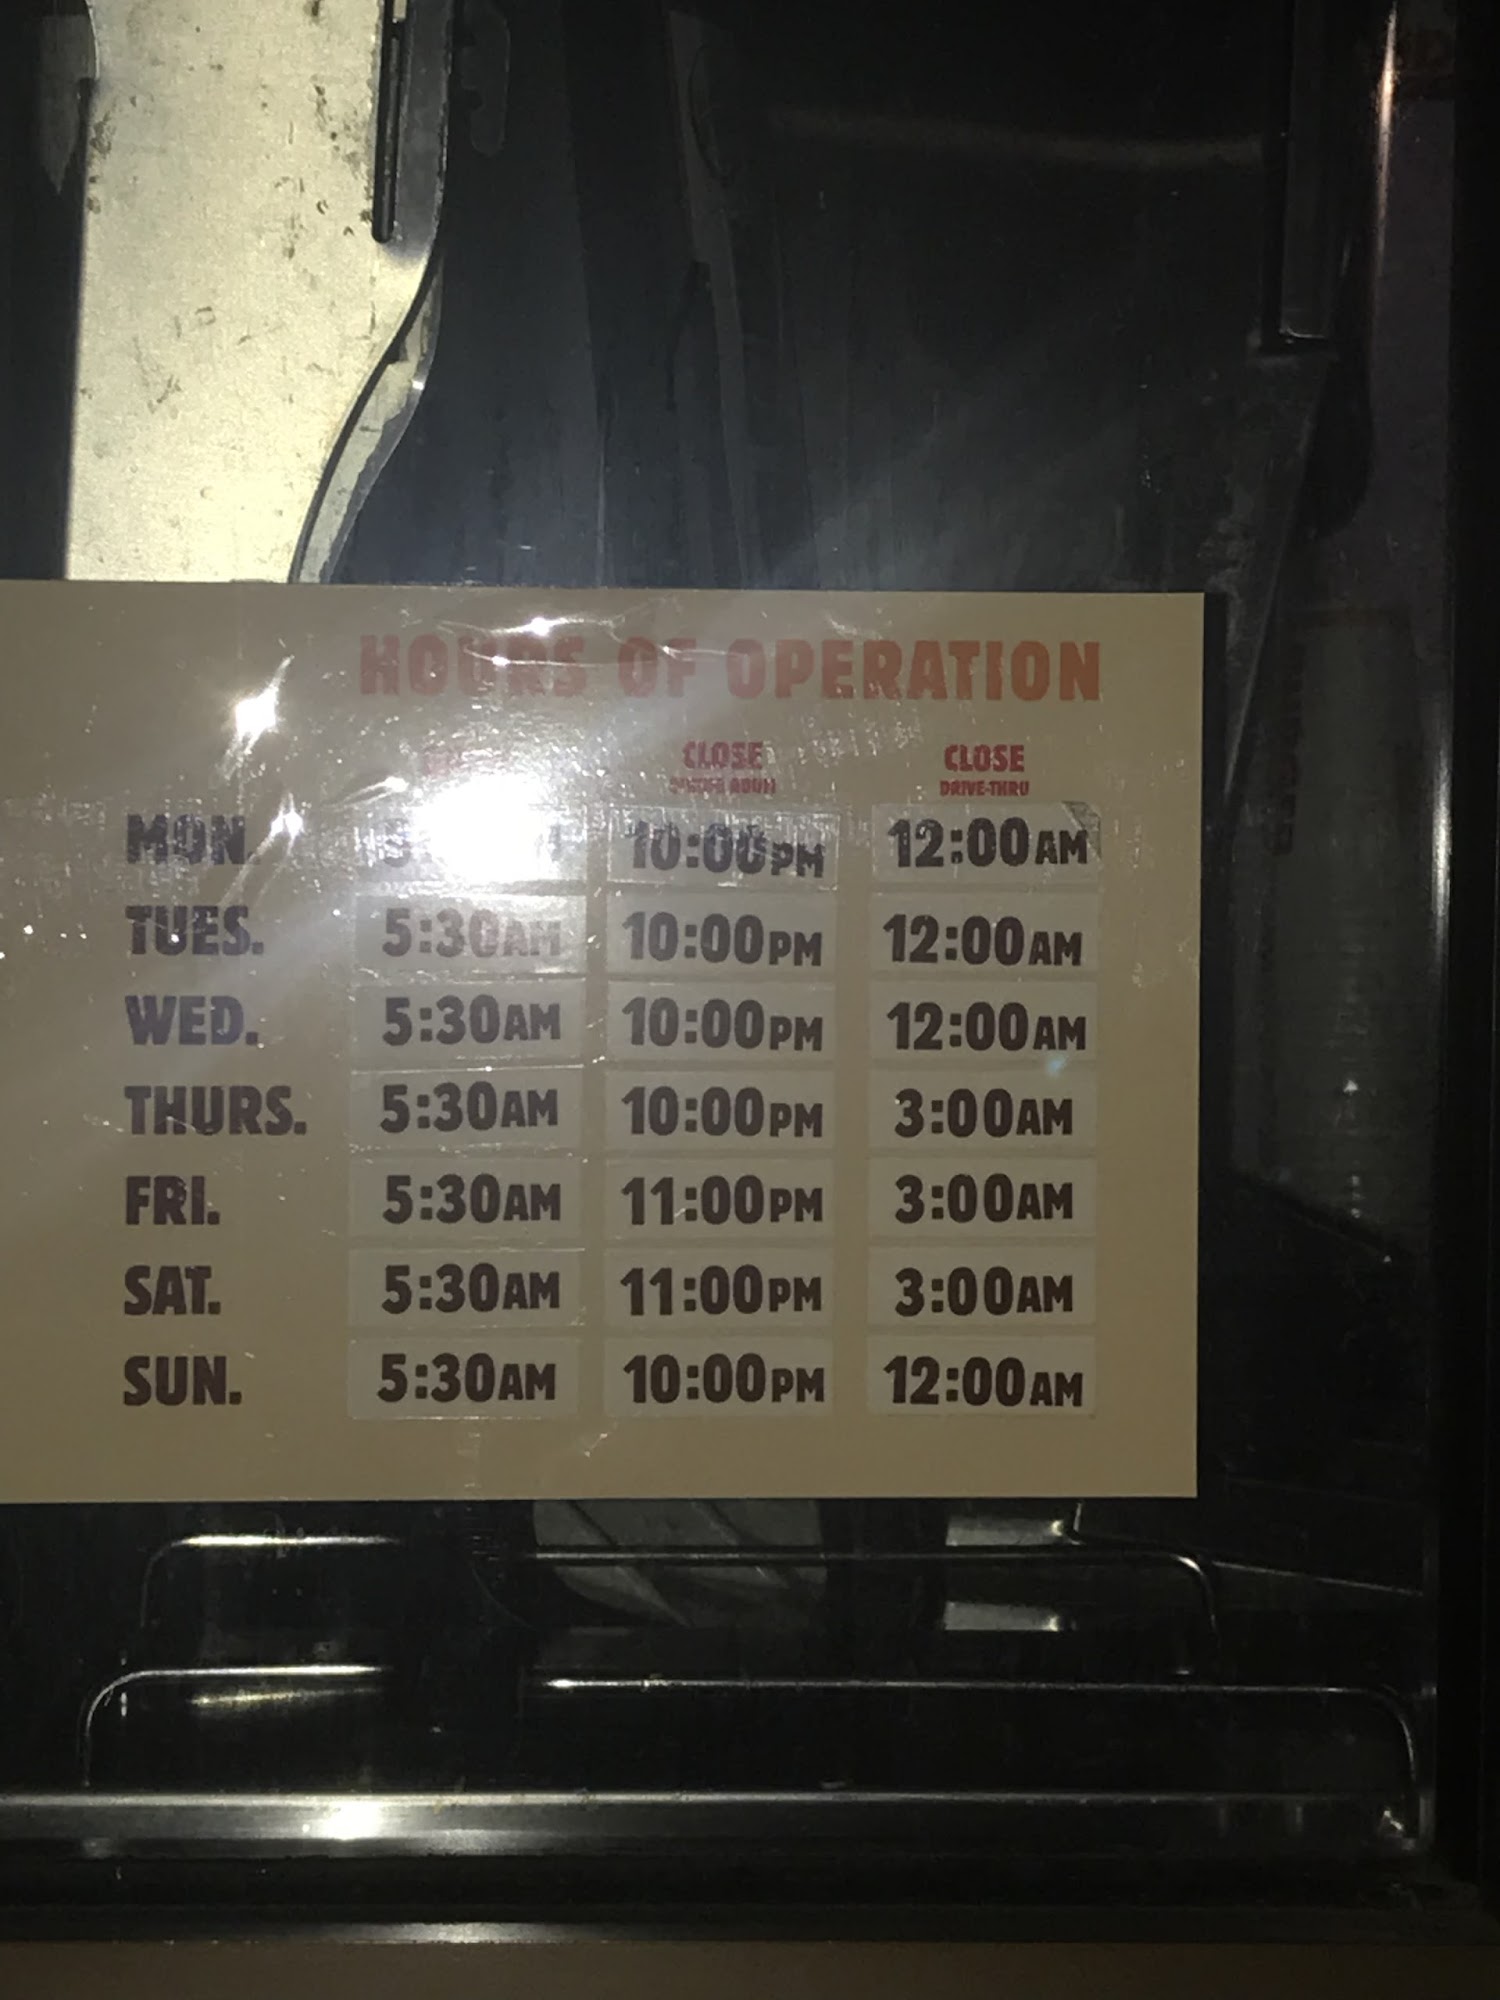 HOURS OF OPERATION
CLOSE CLOSE
DRIVE-THRU
MON. 10:00PM 12:00AM
TUES. 5:30AM 10:00PM 12:00AM
WED. 5:30AM 10:00PM 12:00AM
THURS. 5:30AM 10:00PM 3:00AM
FRI. 5:30AM 11:00PM 3:00AM
SAT. 5:30AM 11:00PM 3:00AM
SUN. 5:30AM 10:00PM 12:00AM